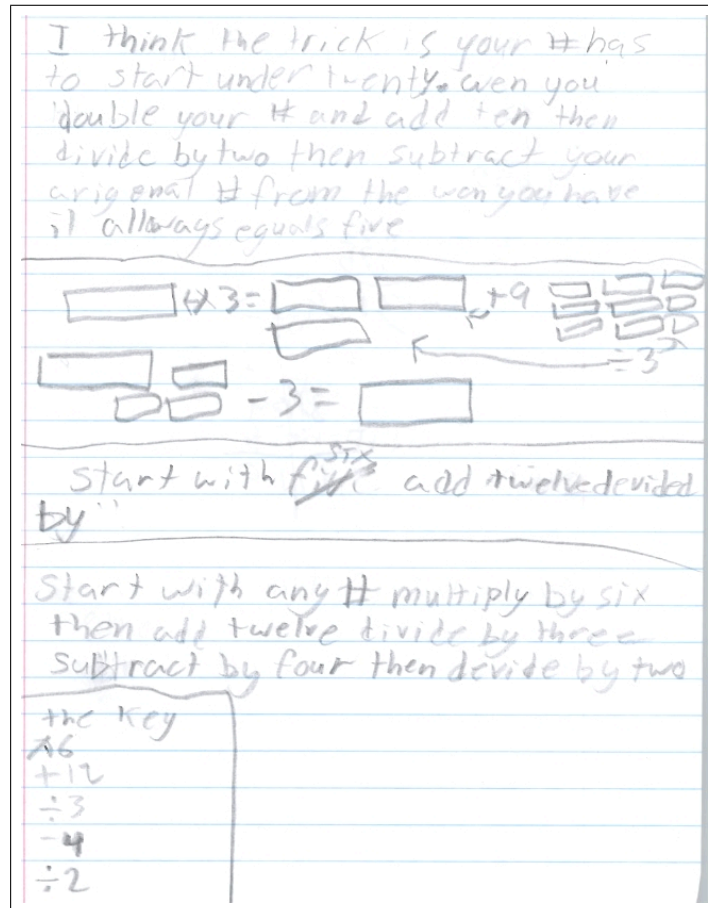 I think the trick is your # has
to start under twenty. wen you
double your # and add ten then
divide by two then subtract your
arigenal # from the won you have
it allways equals five
x3= +9
÷3
-3=
six
start with five add twelve devided
by
Start with any # multiply by six
then add twelve divide by three
subtract by four then devide by two
the key
x6
+12
÷3
-4
÷2